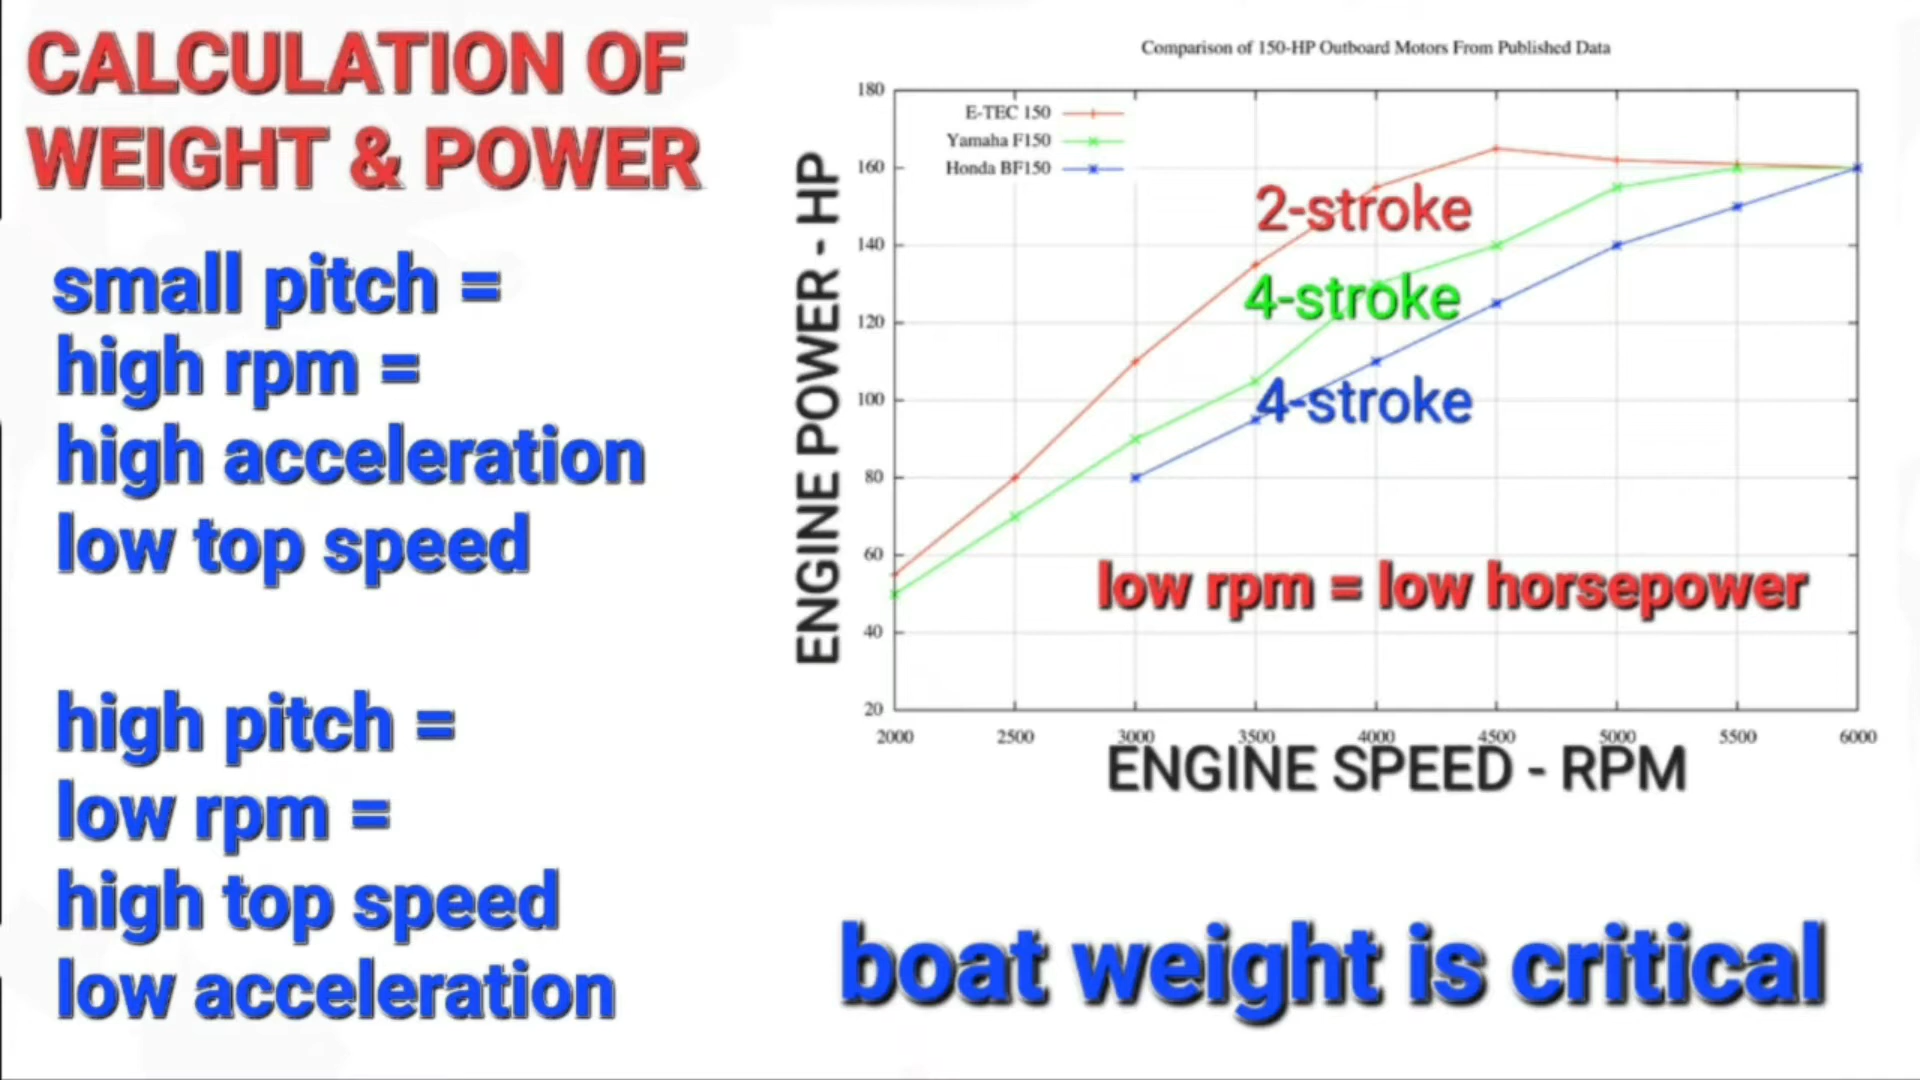 CALCULATION OF
WEIGHT & POWER
small pitch =
high rpm =
high acceleration
low top speed
high pitch =
low rpm =
high top speed
low acceleration
Comparison of 150-HP Outboard Motors From Published Data
E-TEC 150
Yamaha F150
Honda BF150
ENGINE POWER - HP
180
160
140
120
100
80
60
40
20
2-stroke
4-stroke
4-stroke
low rpm = low horsepower
2000 2500 3000 3500 4000 4500 5000 5500 6000
ENGINE SPEED - RPM
boat weight is critical